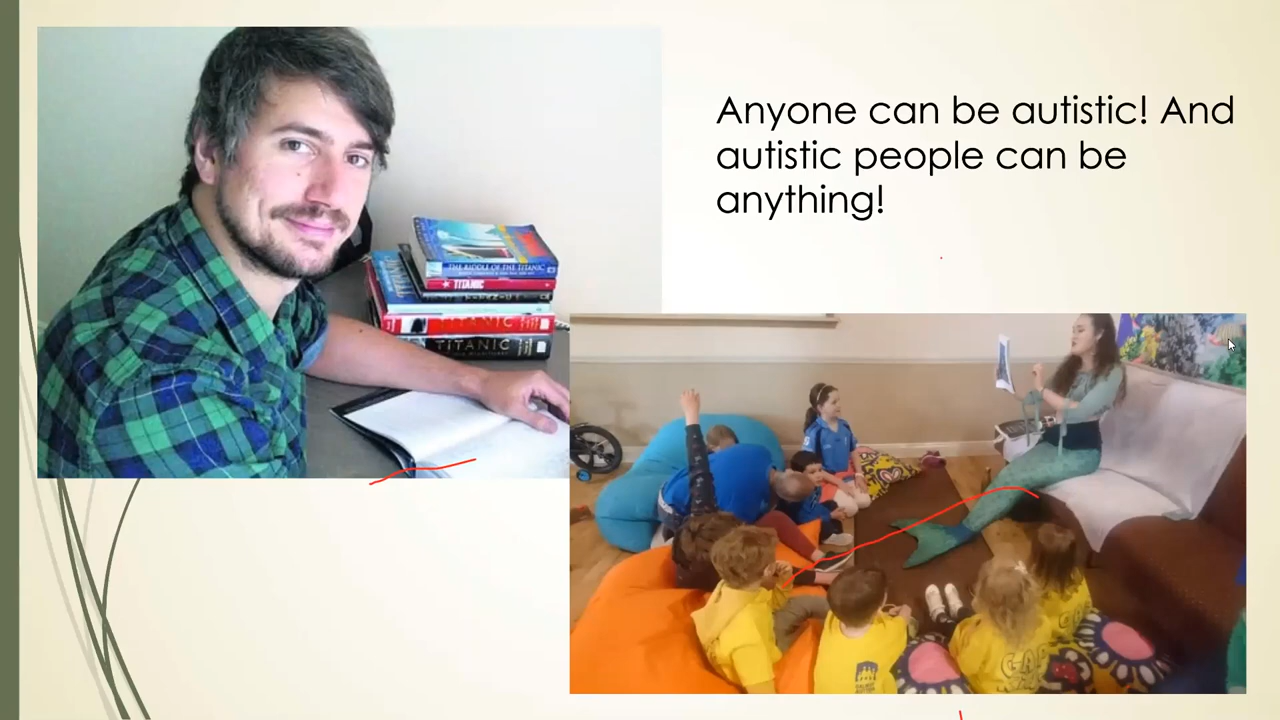 Anyone can be autistic! And
autistic people can be
anything!
THE RIDDLE OF THE TITANIC
TITANIC
TITANIC
TITANIC